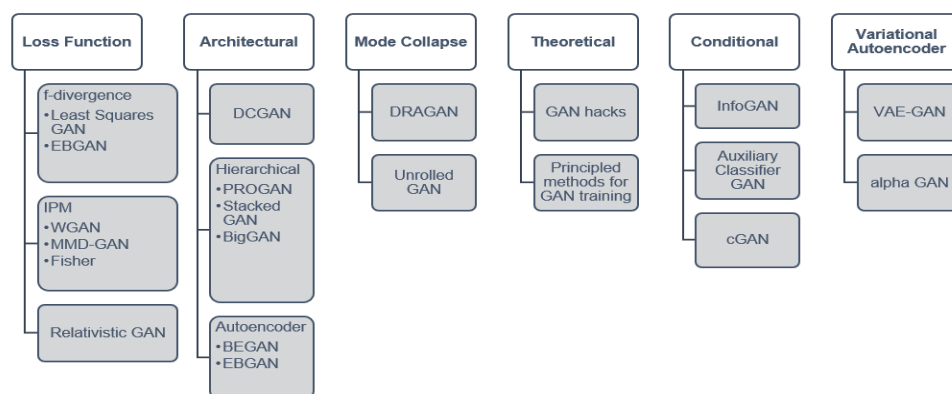 Loss Function
f-divergence
•Least Squares
GAN
•EBGAN
IPM
•WGAN
•MMD-GAN
•Fisher
Relativistic GAN
Architectural
DCGAN
Hierarchical
•PROGAN
•Stacked
GAN
•BigGAN
Autoencoder
•BEGAN
•EBGAN
Mode Collapse
DRAGAN
Unrolled
GAN
Theoretical
GAN hacks
Principled
methods for
GAN training
Conditional
InfoGAN
Auxiliary
Classifier
GAN
cGAN
Variational
Autoencoder
VAE-GAN
alpha GAN